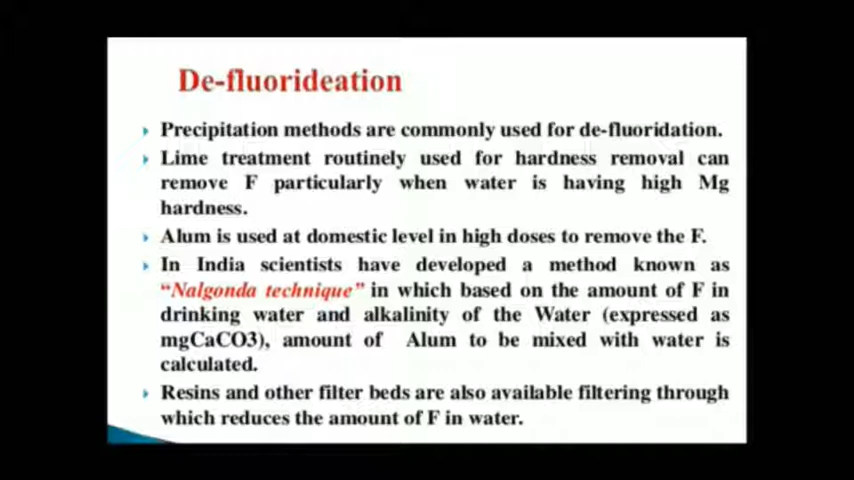 De-fluorideation
Precipitation methods are commonly used for de-fluoridation.
Lime treatment routinely used for hardness removal can
remove F particularly when water is having high Mg
hardness.
Alum is used at domestic level in high doses to remove the F.
In India scientists have developed a method known as
“Nalgonda technique” in which based on the amount of F in
drinking water and alkalinity of the Water (expressed as
mgCaCO3), amount of Alum to be mixed with water is
calculated.
Resins and other filter beds are also available filtering through
which reduces the amount of F in water.